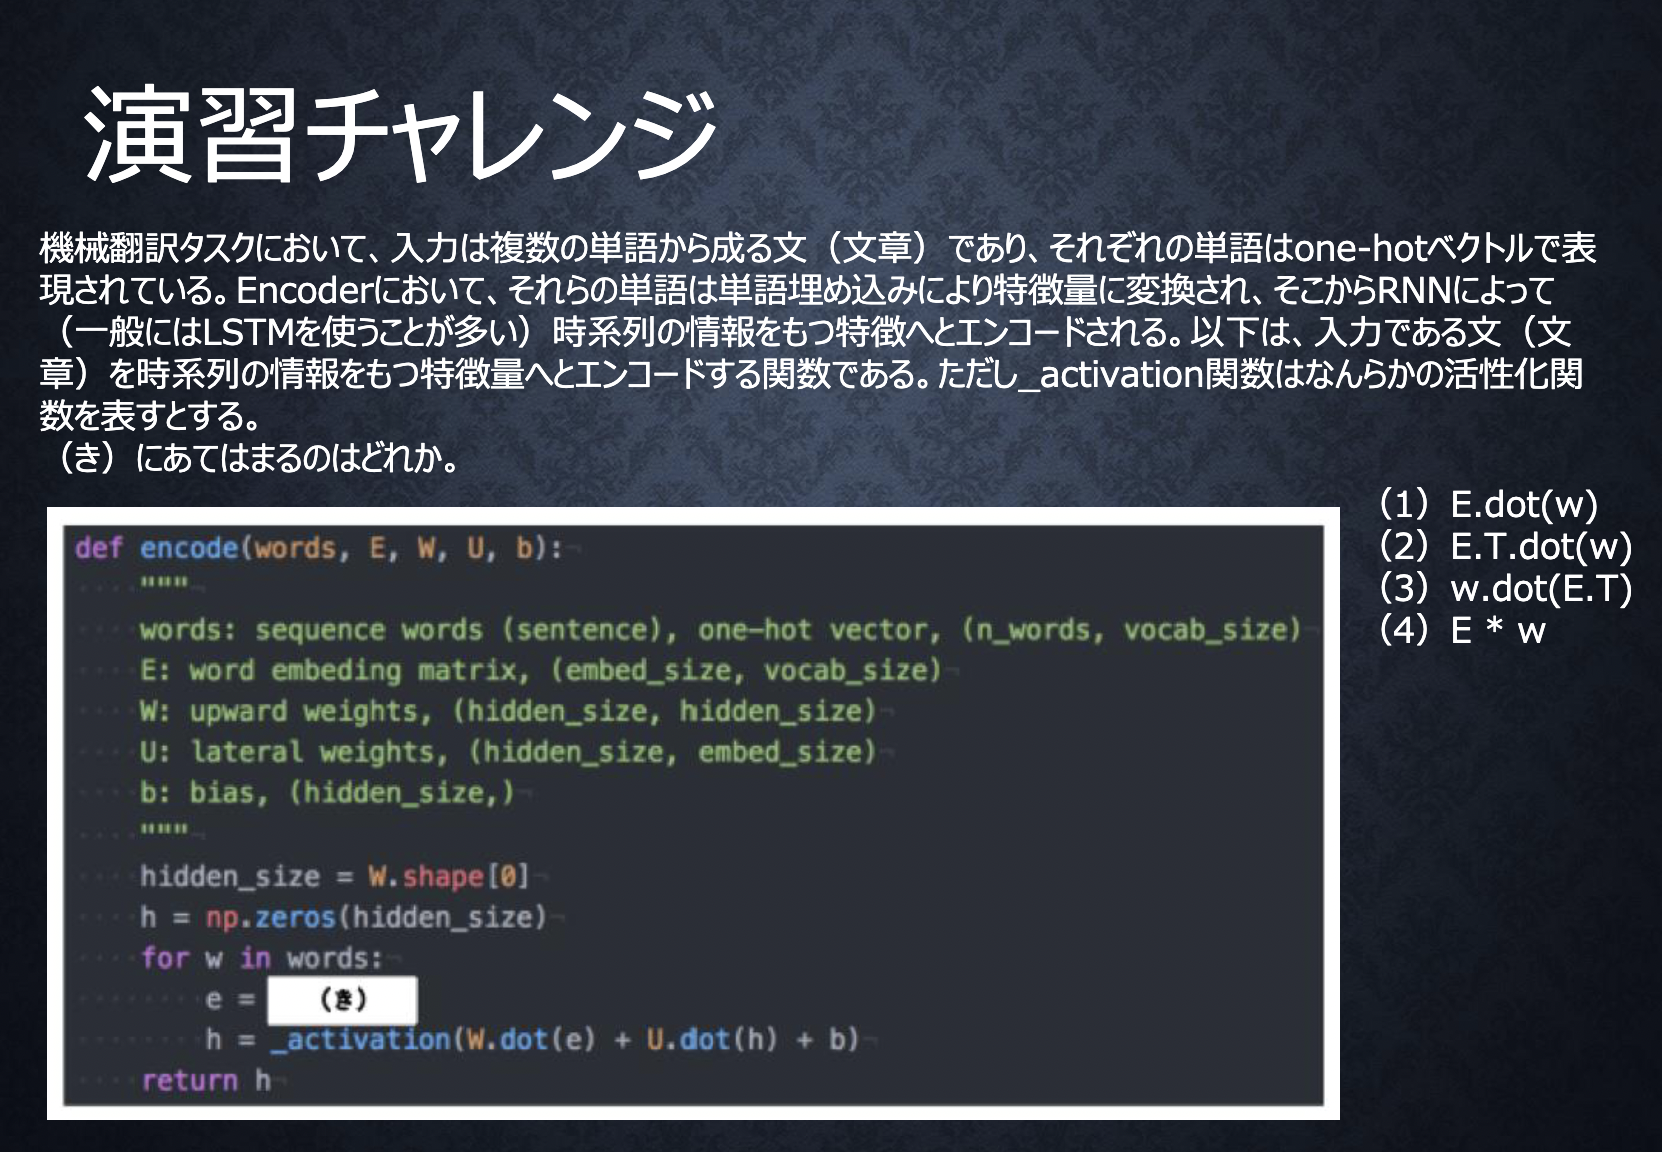 演習チャレンジ
機械翻訳タスクにおいて、入力は複数の単語から成る文（文章）であり、それぞれの単語はone-hotベクトルで表
現されている。Encoderにおいて、それらの単語は単語埋め込みにより特徴量に変換され、そこからRNNによって
（一般にはLSTMを使うことが多い）時系列の情報をもつ特徴へとエンコードされる。以下は、入力である文（文
章）を時系列の情報をもつ特徴量へとエンコードする関数である。ただし_activation関数はなんらかの活性化関
数を表すとする。
（き）にあてはまるのはどれか。
（1）E.dot(w)
（2）E.T.dot(w)
（3）w.dot(E.T)
（4）E * w
def encode(words, E, W, U, b):
"""
words: sequence words (sentence), one-hot vector, (n_words, vocab_size)
E: word embeding matrix, (embed_size, vocab_size)
W: upward weights, (hidden_size, hidden_size)
U: lateral weights, (hidden_size, embed_size)
b: bias, (hidden_size,)
"""
hidden_size = W.shape[0]
h = np.zeros(hidden_size)
for w in words:
e = （き）
h = _activation(W.dot(e) + U.dot(h) + b)
return h